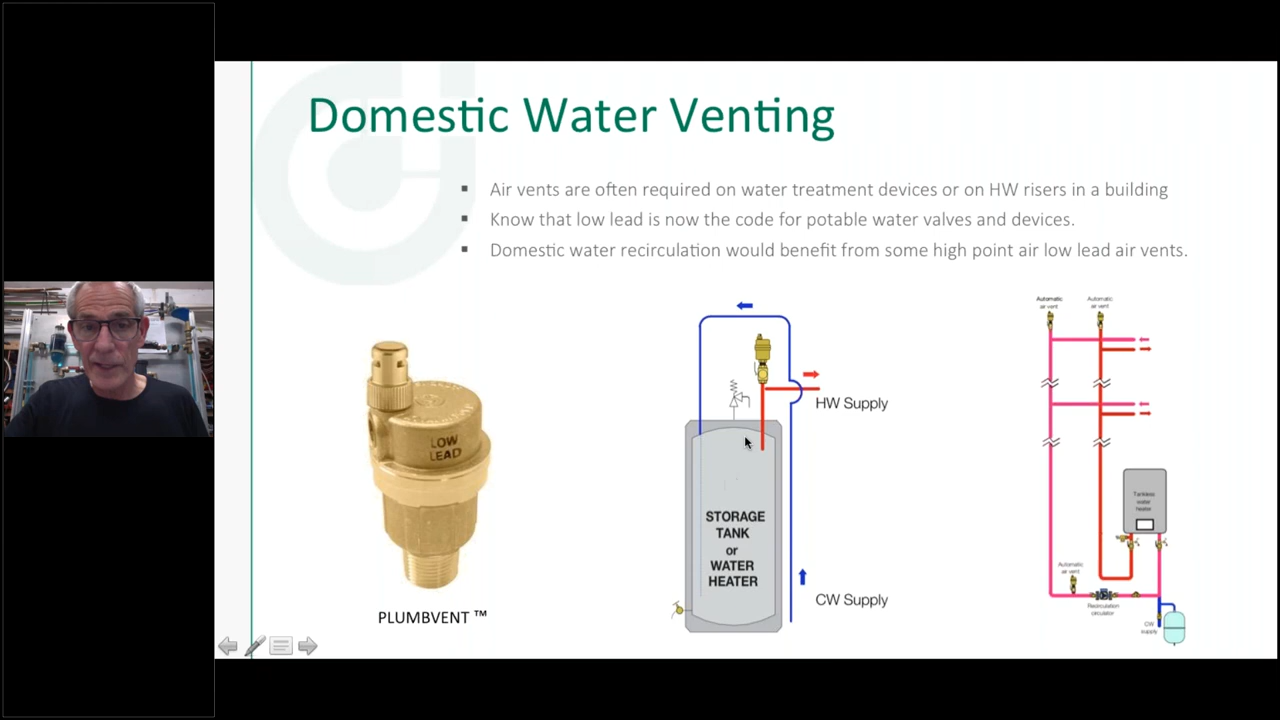 Domestic Water Venting
Air vents are often required on water treatment devices or on HW risers in a building
Know that low lead is now the code for potable water valves and devices.
Domestic water recirculation would benefit from some high point air low lead air vents.
LOW
LEAD
PLUMBVENT ™
HW Supply
STORAGE
TANK
or
WATER
HEATER
CW Supply
Automatic
air vent
Automatic
air vent
Tankless
water
heater
Automatic
air vent
Recirculation
circulator
CW
supply